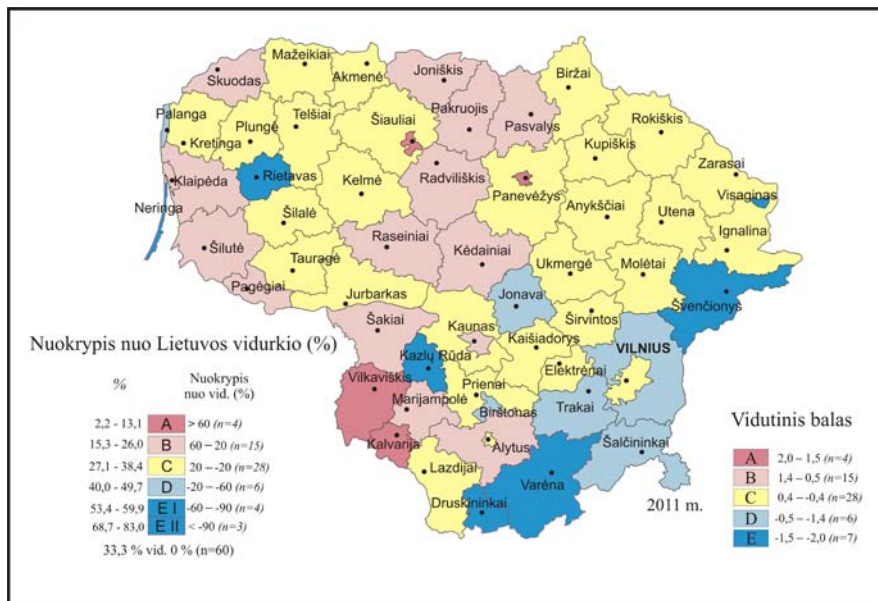 Skuodas
Mažeikiai
Akmenė
Joniškis
Pakruojis
Pasvalys
Biržai
Palanga
Kretinga
Plungė
Telšiai
Šiauliai
Rokiškis
Kupiškis
Zarasai
Klaipėda
Rietavas
Kelmė
Radviliškis
Panevėžys
Visaginas
Neringa
Šilalė
Anykščiai
Utena
Ignalina
Šilutė
Raseiniai
Kėdainiai
Tauragė
Ukmergė
Molėtai
Pagėgiai
Jurbarkas
Jonava
Švenčionys
Šakiai
Kaunas
Širvintos
Kaišiadorys
VILNIUS
Kazlų Rūda
Elektrėnai
Vilkaviškis
Prienai
Marijampolė
Birštonas
Trakai
Kalvarija
Alytus
Šalčininkai
Lazdijai
Varėna
Druskininkai
2011 m.
Nuokrypis nuo Lietuvos vidurkio (%)
% Nuokrypis
nuo vid. (%)
2,2 - 13,1 A > 60 (n=4)
15,3 - 26,0 B 60 – 20 (n=15)
27,1 - 38,4 C 20 – -20 (n=28)
40,0 - 49,7 D -20 – -60 (n=6)
53,4 - 59,9 E I -60 – -90 (n=4)
68,7 - 83,0 E II < -90 (n=3)
33,3 % vid. 0 % (n=60)
Vidutinis balas
A 2,0 – 1,5 (n=4)
B 1,4 – 0,5 (n=15)
C 0,4 – -0,4 (n=28)
D -0,5 – -1,4 (n=6)
E -1,5 – -2,0 (n=7)